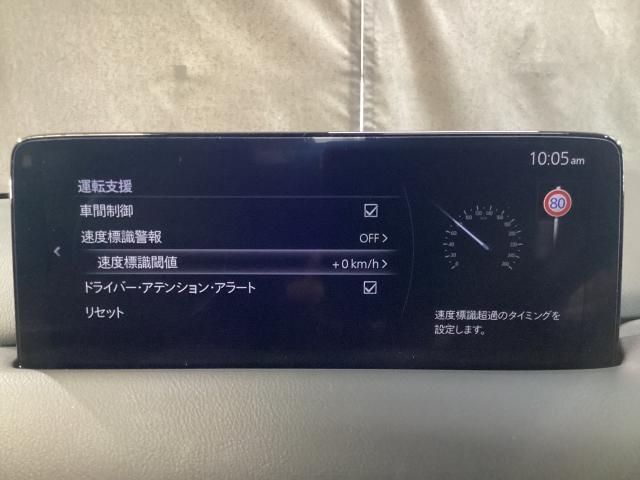 10:05am
運転支援
車間制御
速度標識警報 OFF
速度標識閾値 +0 km/h
ドライバー・アテンション・アラート
リセット
80
速度標識超過のタイミングを
設定します。